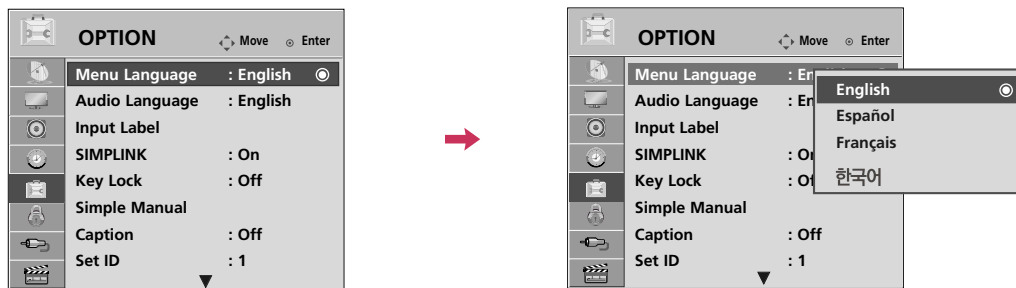 OPTION Move Enter
Menu Language : English
Audio Language : English
Input Label
SIMPLINK : On
Key Lock : Off
Simple Manual
Caption : Off
Set ID : 1
OPTION Move Enter
Menu Language : En
Audio Language : En
Input Label
SIMPLINK : O
Key Lock : O
Simple Manual
Caption : Off
Set ID : 1
English
Español
Français
한국어